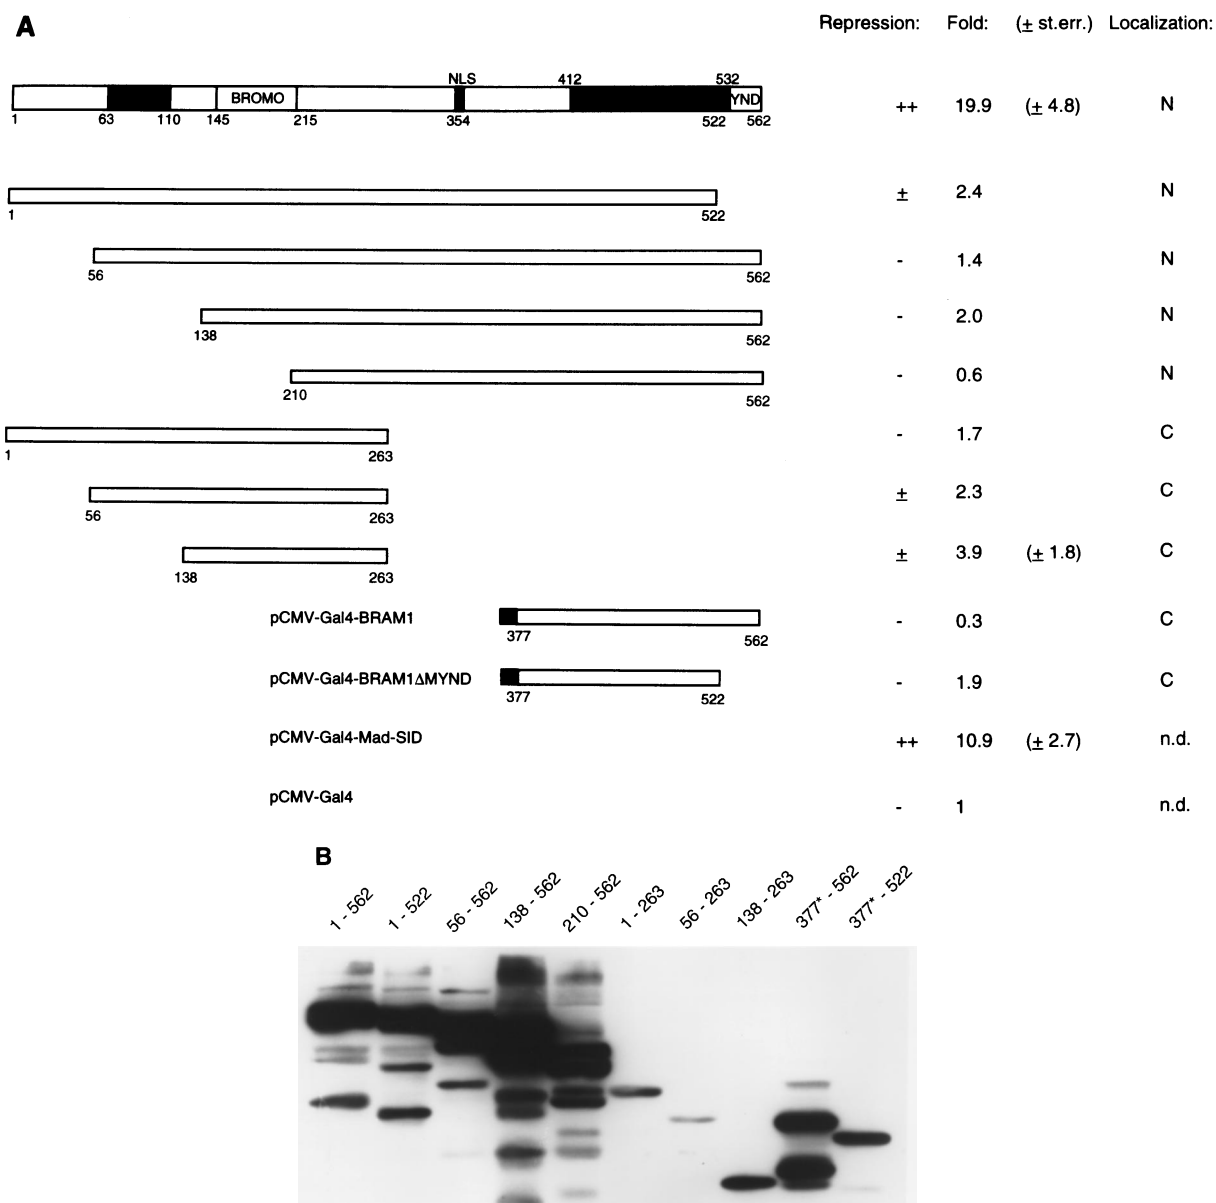 A
Repression: Fold: (± st.err.) Localization:
NLS 412 532
BROMO YND
1 63 110 145 215 354 522 562
++ 19.9 (± 4.8) N
± 2.4 N
1 522
- 1.4 N
56 562
- 2.0 N
138 562
- 0.6 N
210 562
- 1.7 C
1 263
± 2.3 C
56 263
± 3.9 (± 1.8) C
138 263
pCMV-Gal4-BRAM1 - 0.3 C
377 562
pCMV-Gal4-BRAM1ΔMYND - 1.9 C
377 522
pCMV-Gal4-Mad-SID ++ 10.9 (± 2.7) n.d.
pCMV-Gal4 - 1 n.d.
B
1 - 562 1 - 522 56 - 562 138 - 562 210 - 562 1 - 263 56 - 263 138 - 263 377* - 562 377* - 522